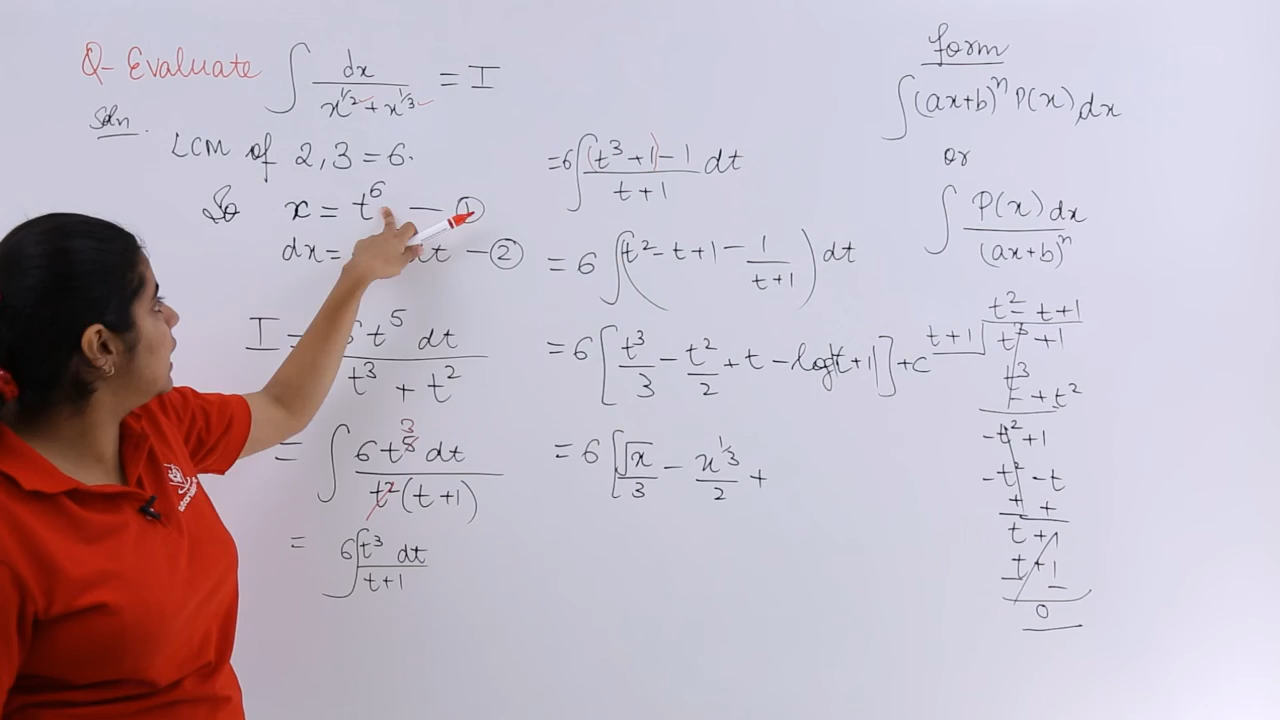 Q- Evaluate ∫ dx / (x^1/2 + x^1/3) = I
Soln.
LCM of 2, 3 = 6.
So x = t^6 — ①
dx = dt — ②
I = 6t^5 dt / (t^3 + t^2)
= ∫ 6t^5 3 dt / (t^2 (t+1))
= 6∫ t^3 dt / (t+1)
= 6∫ ((t^3 + 1) - 1) / (t+1) dt
= 6 ∫ (t^2 - t + 1 - 1/(t+1)) dt
= 6 [t^3/3 - t^2/2 + t - log|t+1|] + c
= 6 [√x/3 - x^1/3/2 +
form
∫(ax+b)^n P(x) dx
or
∫ P(x) dx / (ax+b)^n
t^2 - t + 1
t+1 t^3 + 1
t^3 + t^2
-
-t^2 + 1
-t^2 - t
+ +
t + 1
t + 1
- -
0